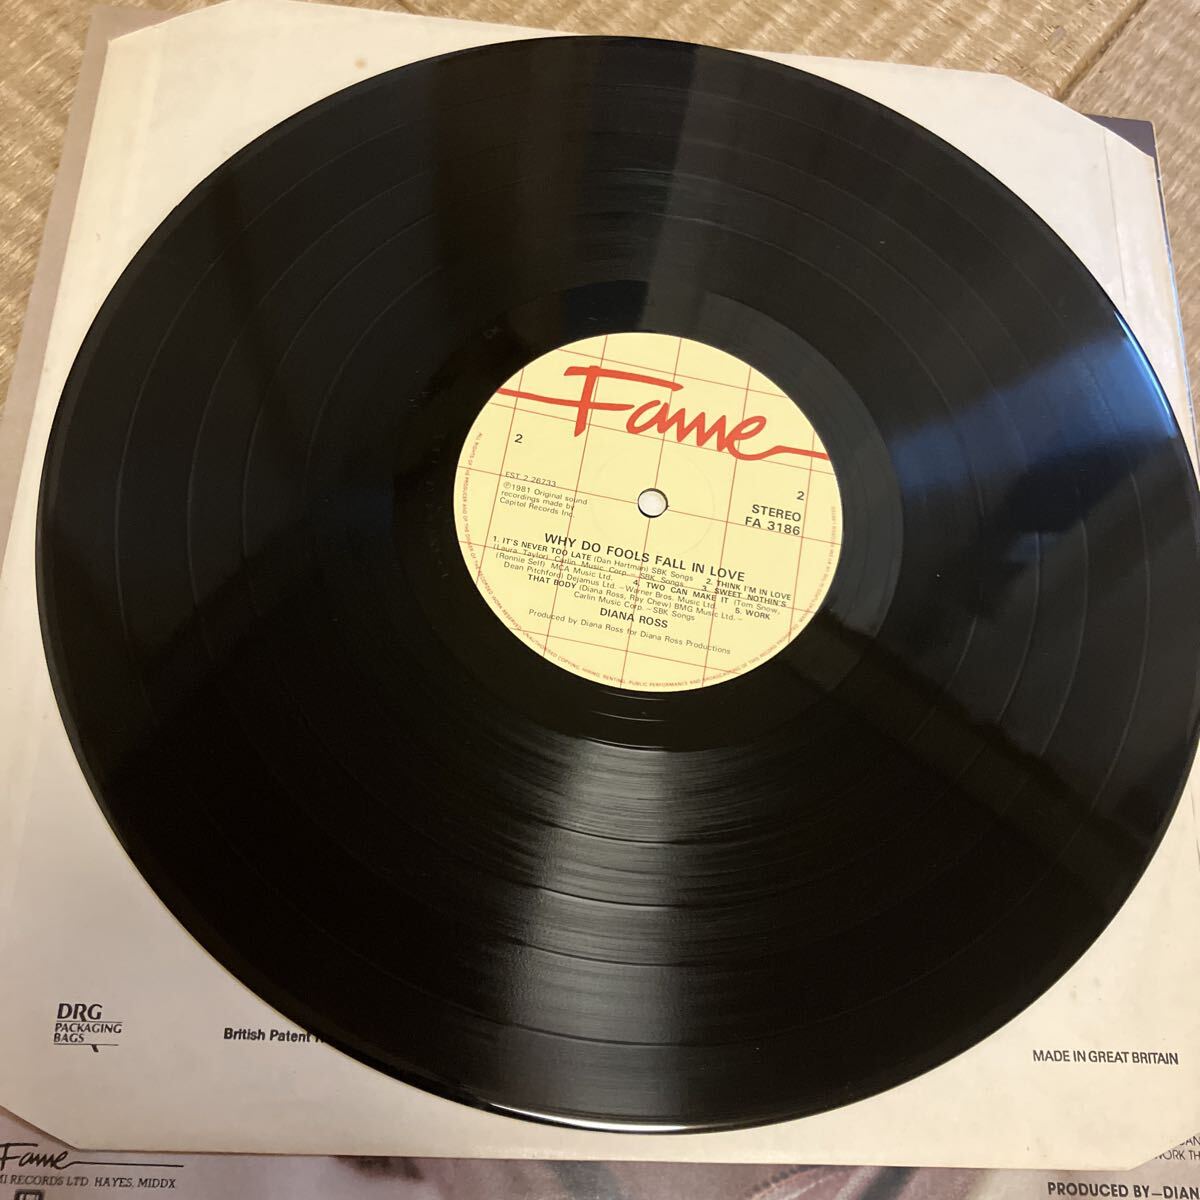 Fame
2
2
EST 2 26733
℗1981 Original sound
recordings made by
Capitol Records Inc.
STEREO
FA 3186
WHY DO FOOLS FALL IN LOVE
1. IT'S NEVER TOO LATE (Dan Hartman) SBK Songs 2. THINK I'M IN LOVE
(Laura Taylor) Carlin Music Corp. – SBK Songs 3. SWEET NOTHIN'S
(Ronnie Self) MCA Music Ltd. 4. TWO CAN MAKE IT (Tom Snow,
Dean Pitchford) Dejamus Ltd. – Warner Bros. Music Ltd. 5. WORK
THAT BODY (Diana Ross, Ray Chew) BMG Music Ltd. –
Carlin Music Corp. – SBK Songs
DIANA ROSS
Produced by Diana Ross for Diana Ross Productions
DRG
PACKAGING
BAGS
British Patent
MADE IN GREAT BRITAIN
Fame
MI RECORDS LTD. HAYES, MIDDX.
EMI
WORK TH
PRODUCED BY–DIAN